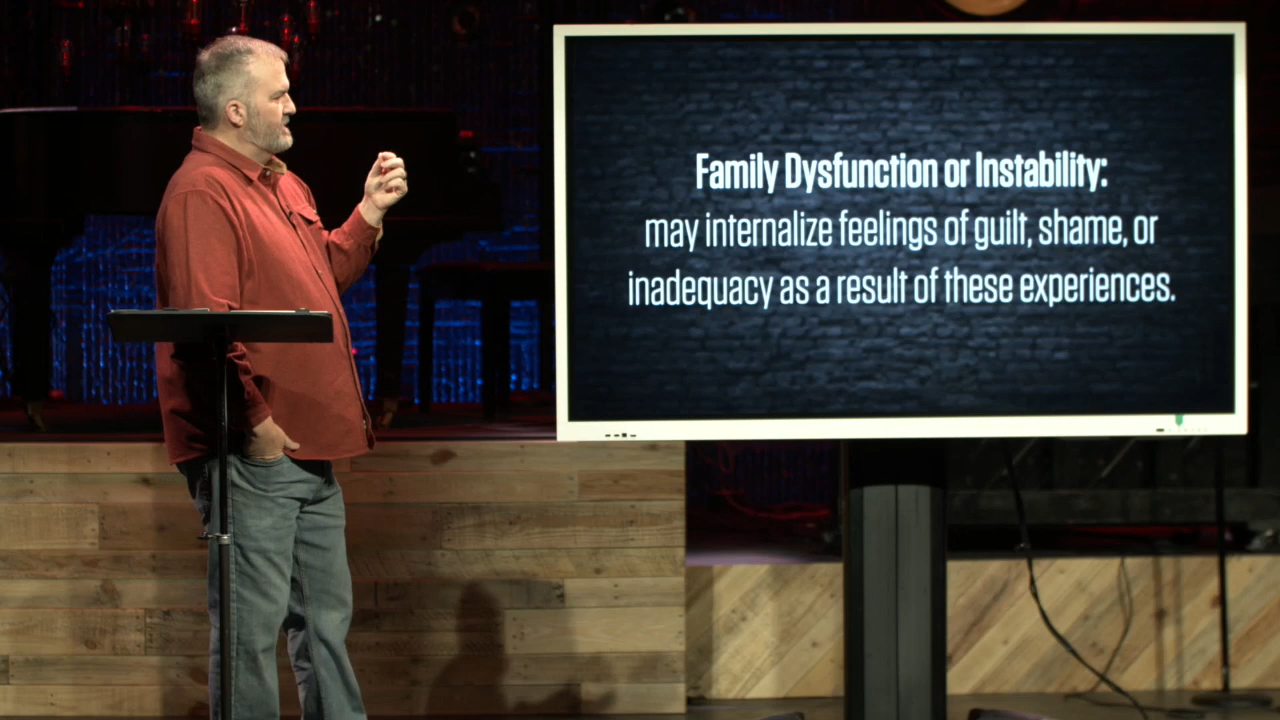 Family Dysfunction or Instability:
may internalize feelings of guilt, shame, or
inadequacy as a result of these experiences.